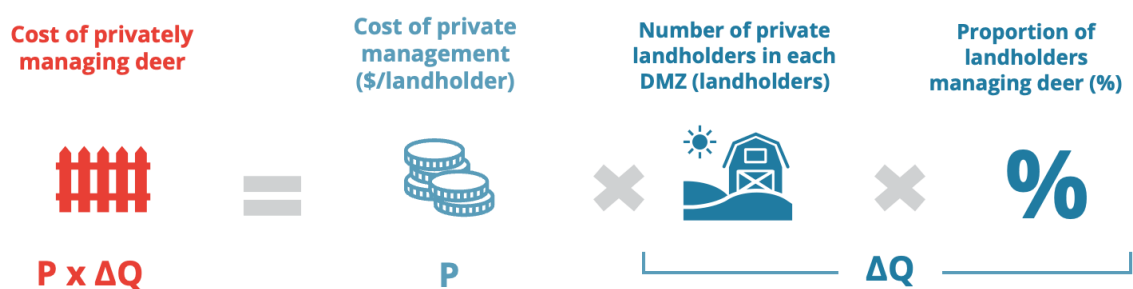 Cost of privately
managing deer
Cost of private
management
($/landholder)
Number of private
landholders in each
DMZ (landholders)
Proportion of
landholders
managing deer (%)
=
×
×
%
P x ΔQ
P
ΔQ